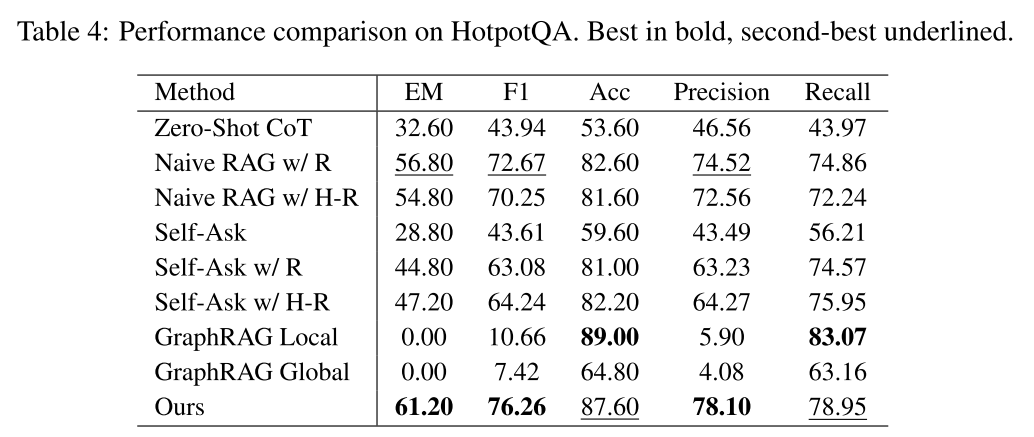 Table 4: Performance comparison on HotpotQA. Best in bold, second-best underlined.
Method EM F1 Acc Precision Recall
Zero-Shot CoT 32.60 43.94 53.60 46.56 43.97
Naive RAG w/ R 56.80 72.67 82.60 74.52 74.86
Naive RAG w/ H-R 54.80 70.25 81.60 72.56 72.24
Self-Ask 28.80 43.61 59.60 43.49 56.21
Self-Ask w/ R 44.80 63.08 81.00 63.23 74.57
Self-Ask w/ H-R 47.20 64.24 82.20 64.27 75.95
GraphRAG Local 0.00 10.66 89.00 5.90 83.07
GraphRAG Global 0.00 7.42 64.80 4.08 63.16
Ours 61.20 76.26 87.60 78.10 78.95